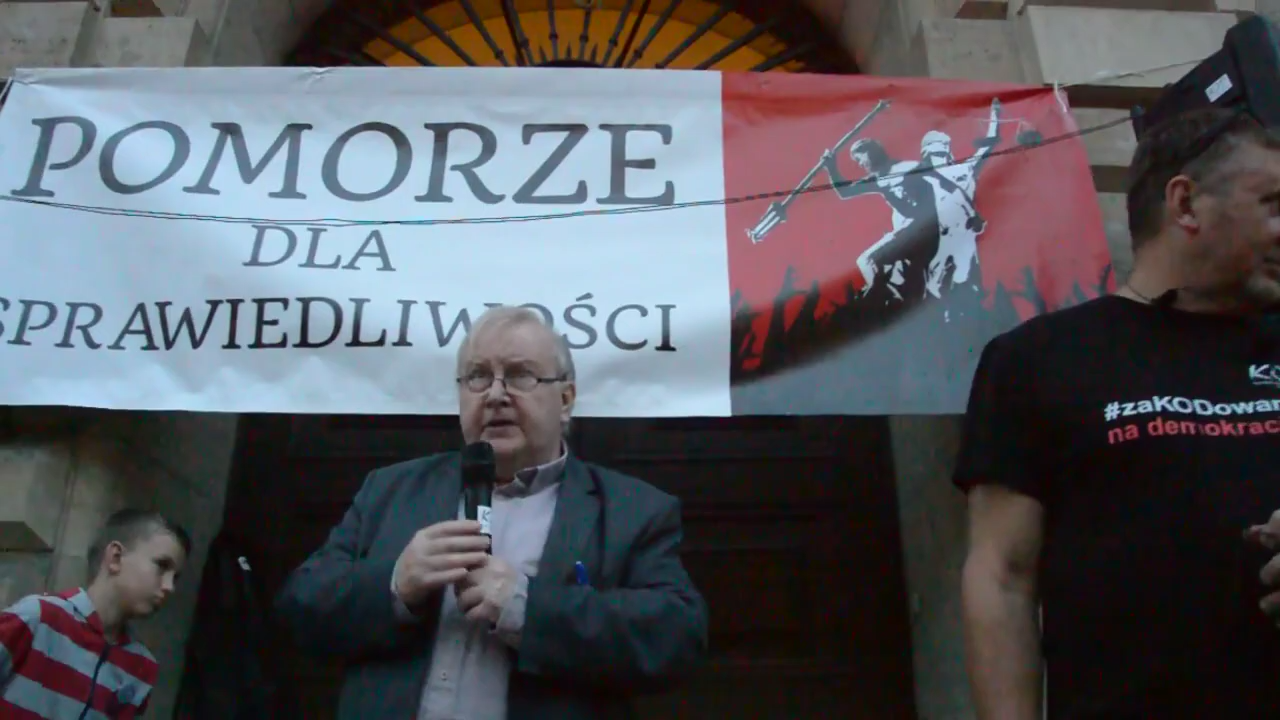 POMORZE
DLA
SPRAWIEDLIWOŚCI
#zaKODowan
na demokrac